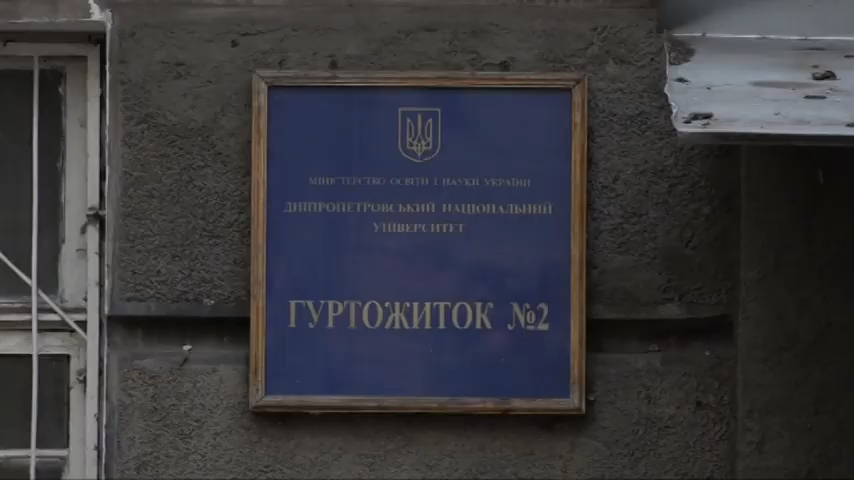 МІНІСТЕРСТВО ОСВІТИ І НАУКИ УКРАЇНИ
ДНІПРОПЕТРОВСЬКИЙ НАЦІОНАЛЬНИЙ
УНІВЕРСИТЕТ
ГУРТОЖИТОК №2